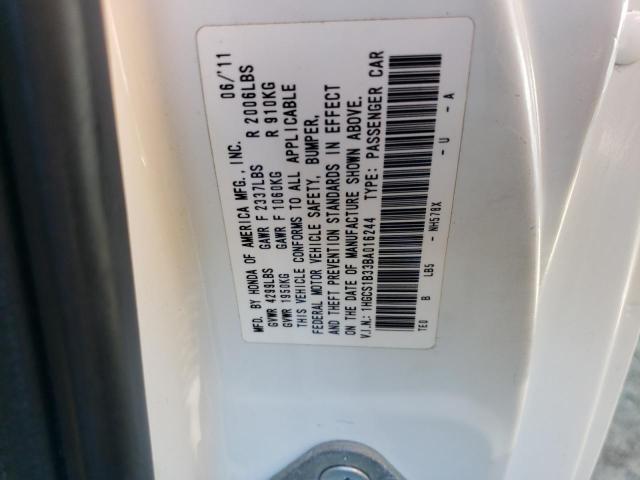 MFD. BY HONDA OF AMERICA MFG., INC. 06/'11
GVWR 4299LBS GAWR F 2337LBS R 2006LBS
GVWR 1950KG GAWR F 1060KG R 910KG
THIS VEHICLE CONFORMS TO ALL APPLICABLE
FEDERAL MOTOR VEHICLE SAFETY, BUMPER,
AND THEFT PREVENTION STANDARDS IN EFFECT
ON THE DATE OF MANUFACTURE SHOWN ABOVE.
V.I.N.: 1HGCS1B33BA016244 TYPE: PASSENGER CAR
TE0 B LB5 - NH578X - U - A